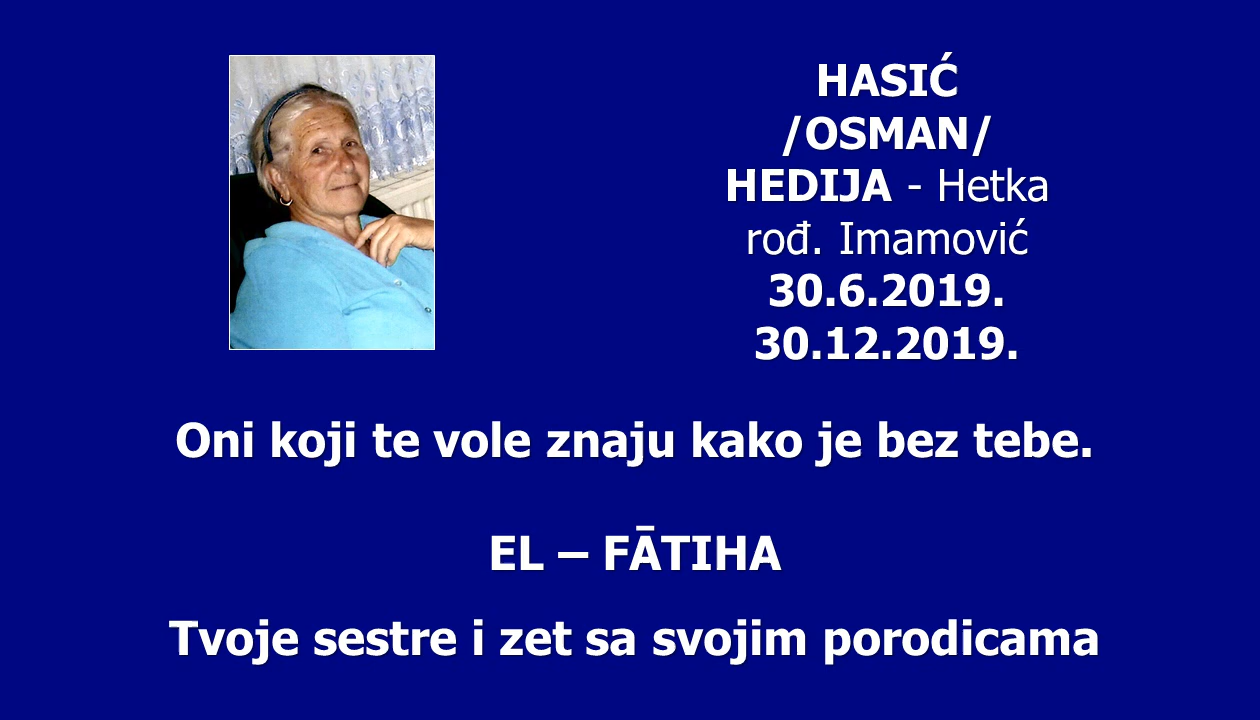 HASIĆ
/OSMAN/
HEDIJA - Hetka
rođ. Imamović
30.6.2019.
30.12.2019.
Oni koji te vole znaju kako je bez tebe.
EL – FĀTIHA
Tvoje sestre i zet sa svojim porodicama